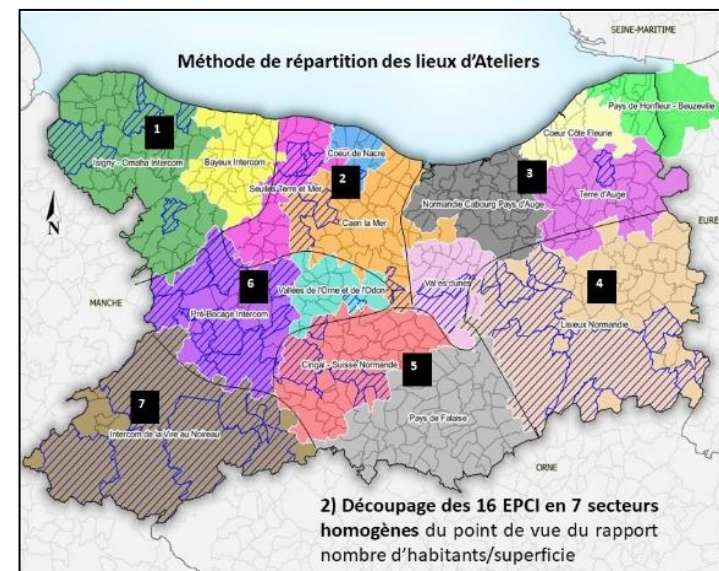 SEINE-MARITIME
Méthode de répartition des lieux d'Ateliers
Pays de Honfleur - Beuzeville
1
Coeur Côte Fleurie
Isigny - Omaha Intercom
Bayeux Intercom
Coeur de Nacre
2
3
Seulles Terre et Mer
Terre d'Auge
Normandie Cabourg Pays d'Auge
Caen la Mer
N
EURE
6
4
MANCHE
Vallées de l'Orne et de l'Odon
Val es dunes
Pré-Bocage Intercom
Lisieux Normandie
Cingal - Suisse Normande
5
7
Pays de Falaise
Intercom de la Vire au Noireau
ORNE
2) Découpage des 16 EPCI en 7 secteurs
homogènes du point de vue du rapport
nombre d'habitants/superficie